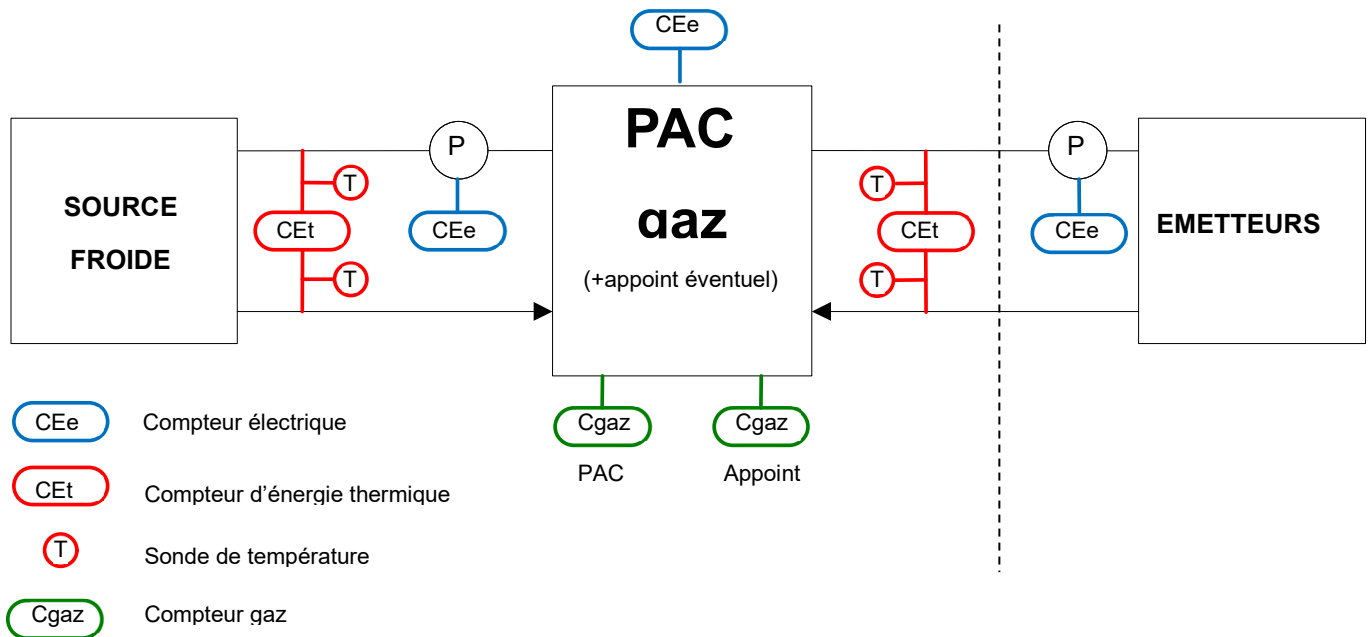 CEe
PAC
gaz
(+appoint éventuel)
SOURCE
FROIDE
T
CEt
T
P
CEe
T
CEt
T
P
CEe
EMETTEURS
Cgaz
PAC
Cgaz
Appoint
CEe Compteur électrique
CEt Compteur d'énergie thermique
T Sonde de température
Cgaz Compteur gaz